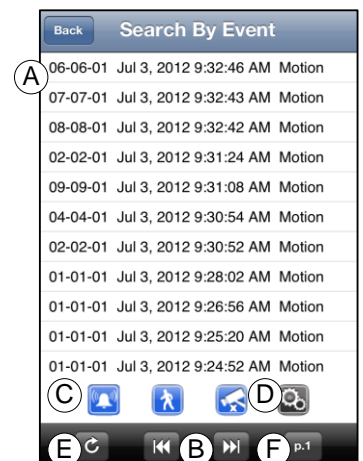 Back Search By Event
A
06-06-01 Jul 3, 2012 9:32:46 AM Motion
07-07-01 Jul 3, 2012 9:32:43 AM Motion
08-08-01 Jul 3, 2012 9:32:42 AM Motion
02-02-01 Jul 3, 2012 9:31:24 AM Motion
09-09-01 Jul 3, 2012 9:31:08 AM Motion
04-04-01 Jul 3, 2012 9:30:54 AM Motion
02-02-01 Jul 3, 2012 9:30:52 AM Motion
01-01-01 Jul 3, 2012 9:28:02 AM Motion
01-01-01 Jul 3, 2012 9:26:56 AM Motion
01-01-01 Jul 3, 2012 9:25:20 AM Motion
01-01-01 Jul 3, 2012 9:24:52 AM Motion
C D
E B F p.1